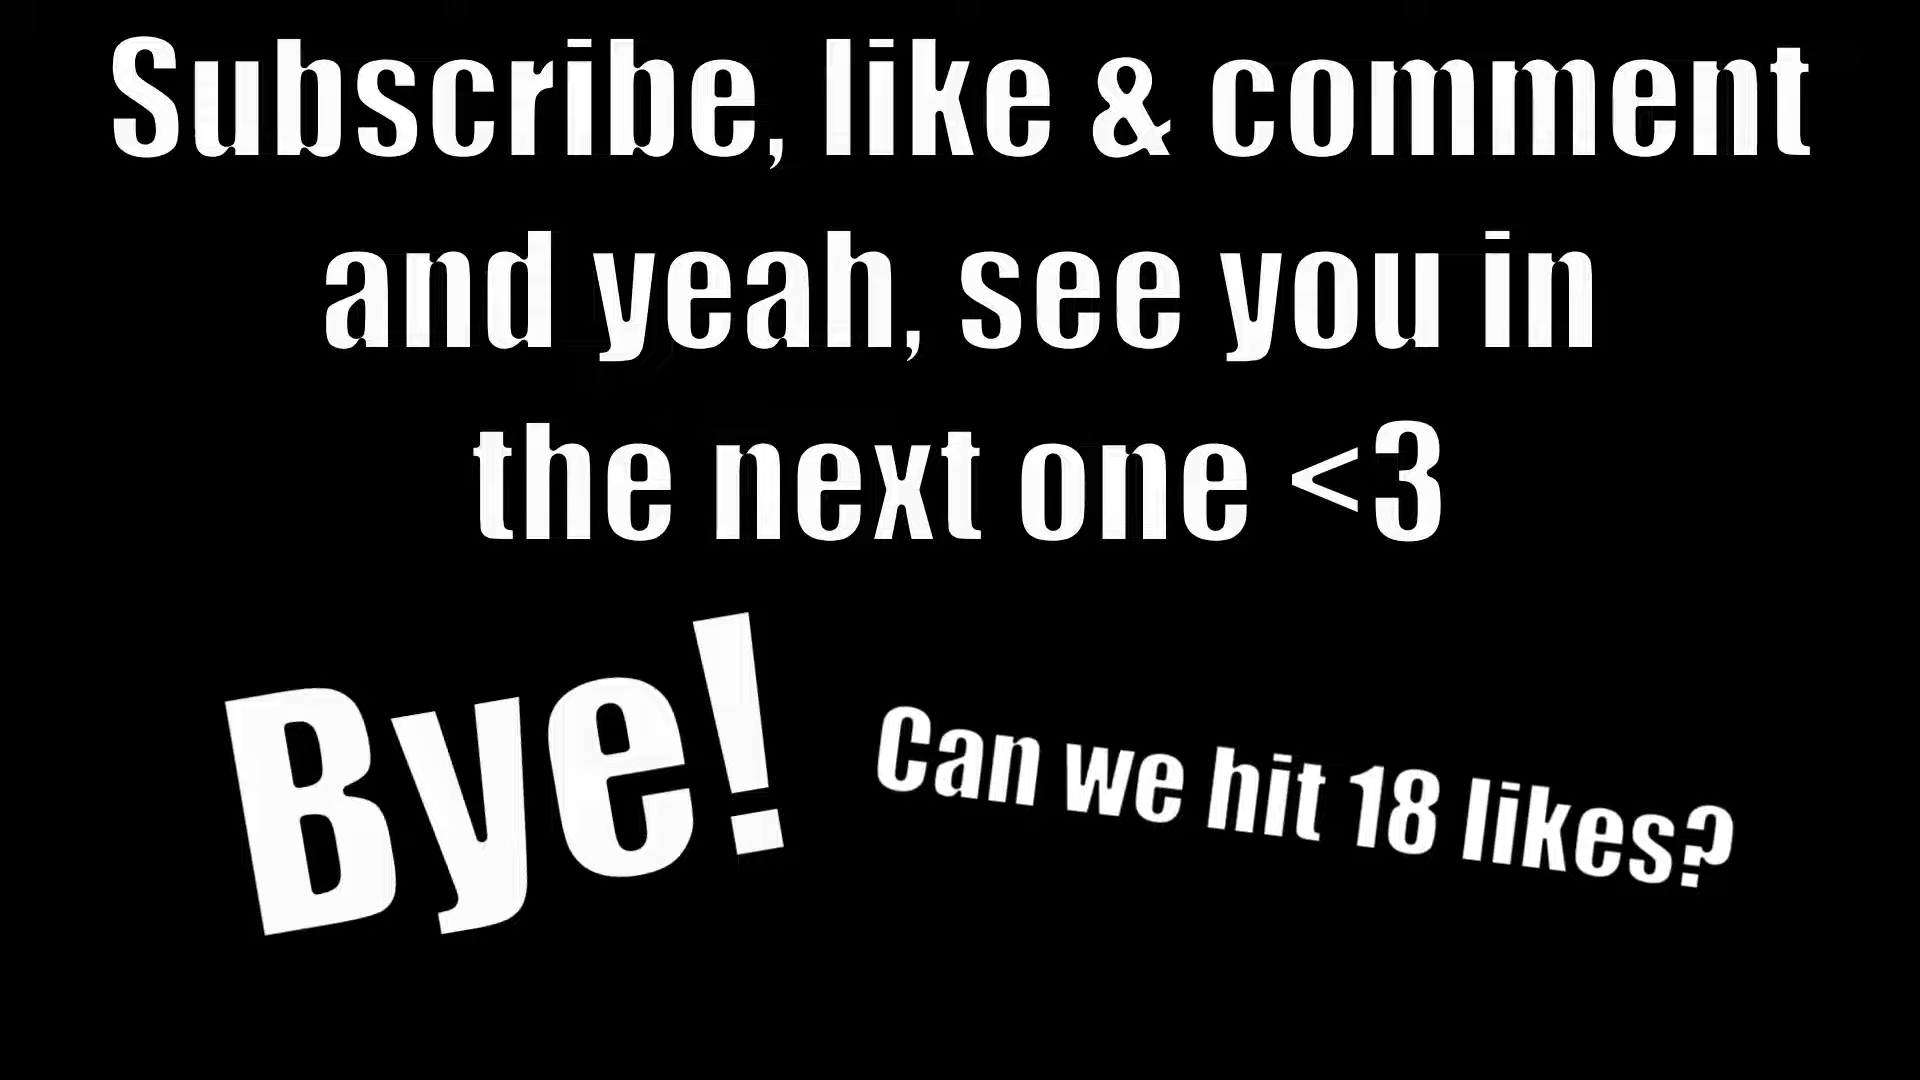 Subscribe, like & comment
and yeah, see you in
the next one <3
Bye!
Can we hit 18 likes?